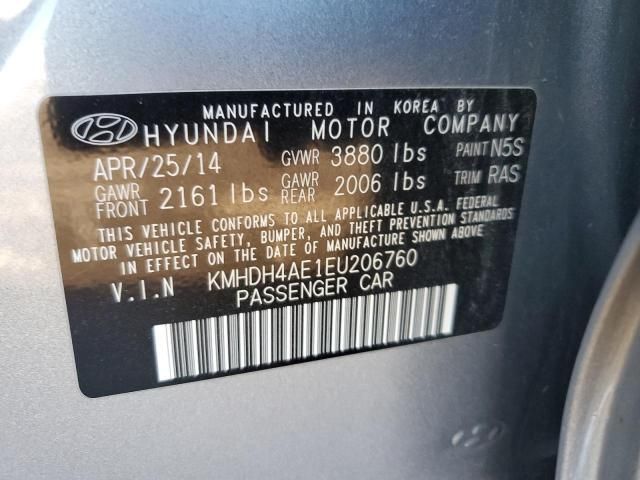 MANUFACTURED IN KOREA BY
HYUNDAI MOTOR COMPANY
APR/25/14 GVWR 3880 lbs PAINT N5S
GAWR FRONT 2161 lbs GAWR REAR 2006 lbs TRIM RAS
THIS VEHICLE CONFORMS TO ALL APPLICABLE U.S.A. FEDERAL
MOTOR VEHICLE SAFETY, BUMPER, AND THEFT PREVENTION STANDARDS
IN EFFECT ON THE DATE OF MANUFACTURE SHOWN ABOVE.
V.I.N KMHDH4AE1EU206760
PASSENGER CAR